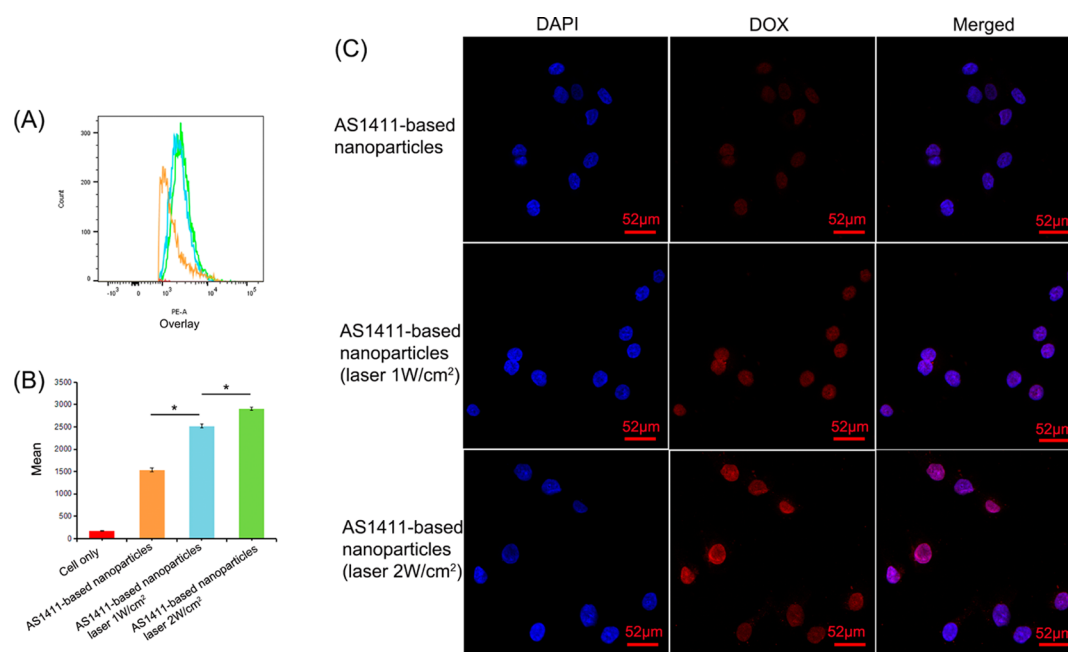 (A)
300
200
100
0
Count
-10³ 0 10³ 10⁴ 10⁵
PE-A
Overlay
(B)
3500
3000
2500
2000
1500
1000
500
0
Mean
*
*
Cell only
AS1411-based nanoparticles
AS1411-based nanoparticles
laser 1W/cm²
AS1411-based nanoparticles
laser 2W/cm²
(C)
DAPI DOX Merged
AS1411-based
nanoparticles
52μm 52μm 52μm
AS1411-based
nanoparticles
(laser 1W/cm²)
52μm 52μm 52μm
AS1411-based
nanoparticles
(laser 2W/cm²)
52μm 52μm 52μm